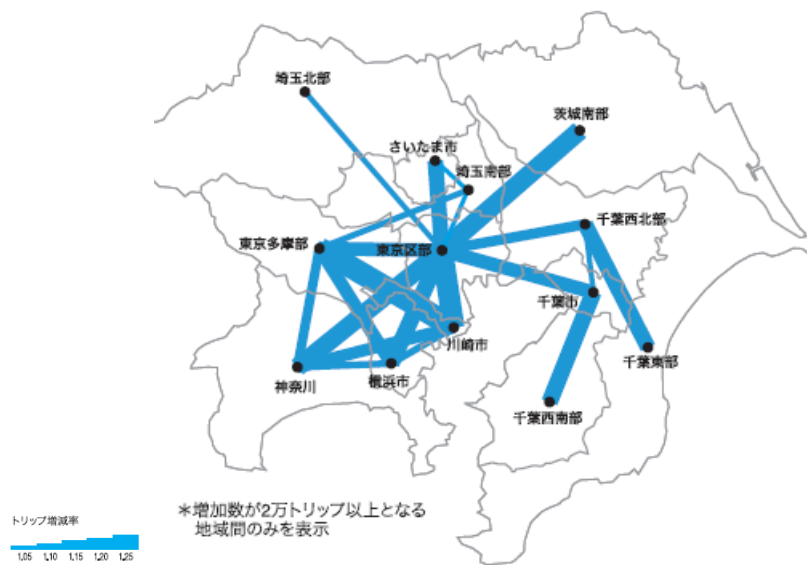 埼玉北部
茨城南部
さいたま市
埼玉南部
千葉西北部
東京多摩部
東京区部
千葉市
川崎市
千葉東部
神奈川
横浜市
千葉西南部
*増加数が2万トリップ以上となる
地域間のみを表示
トリップ増減率
1.05 1.10 1.15 1.20 1.25